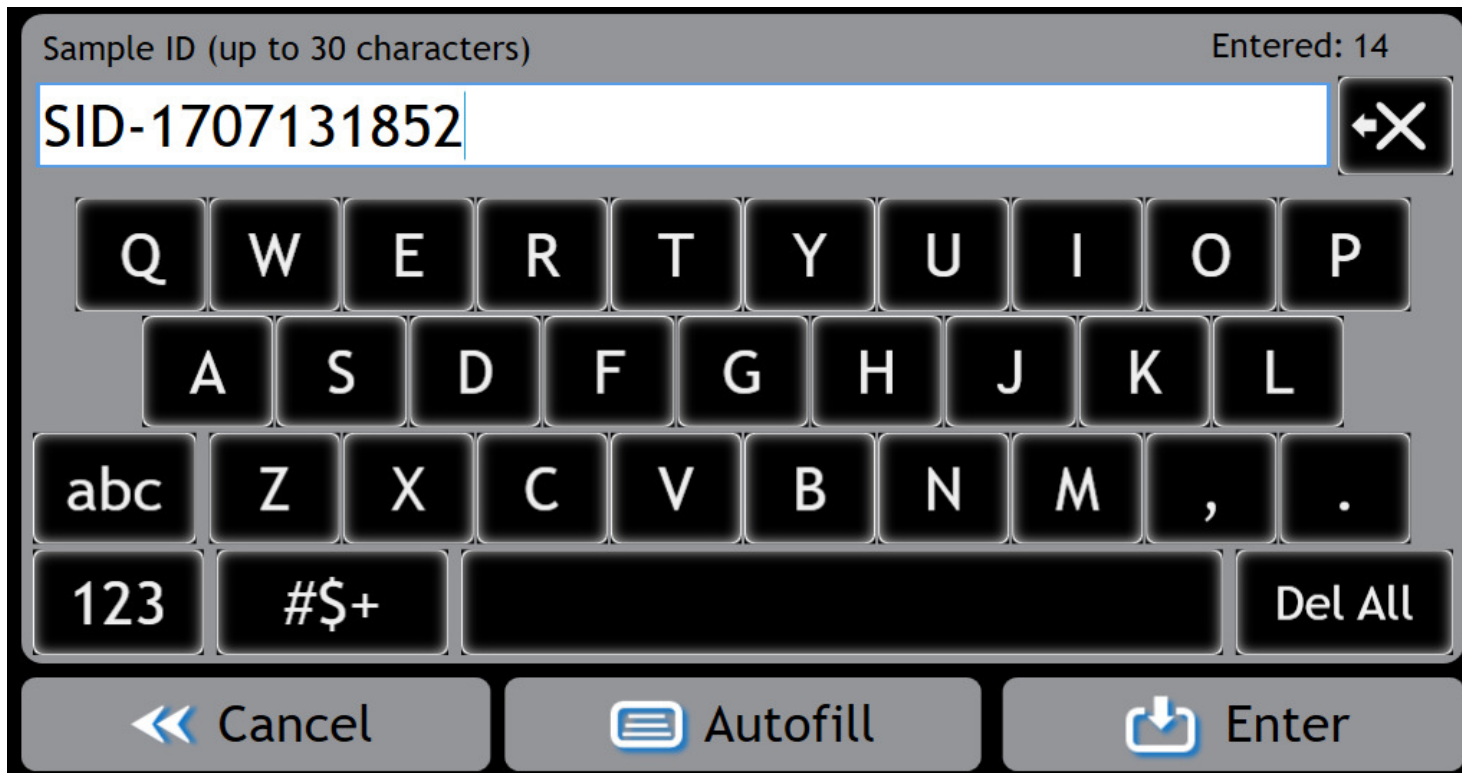 Sample ID (up to 30 characters) Entered: 14
SID-1707131852
Q W E R T Y U I O P
A S D F G H J K L
abc Z X C V B N M , .
123 #$+ Del All
Cancel Autofill Enter